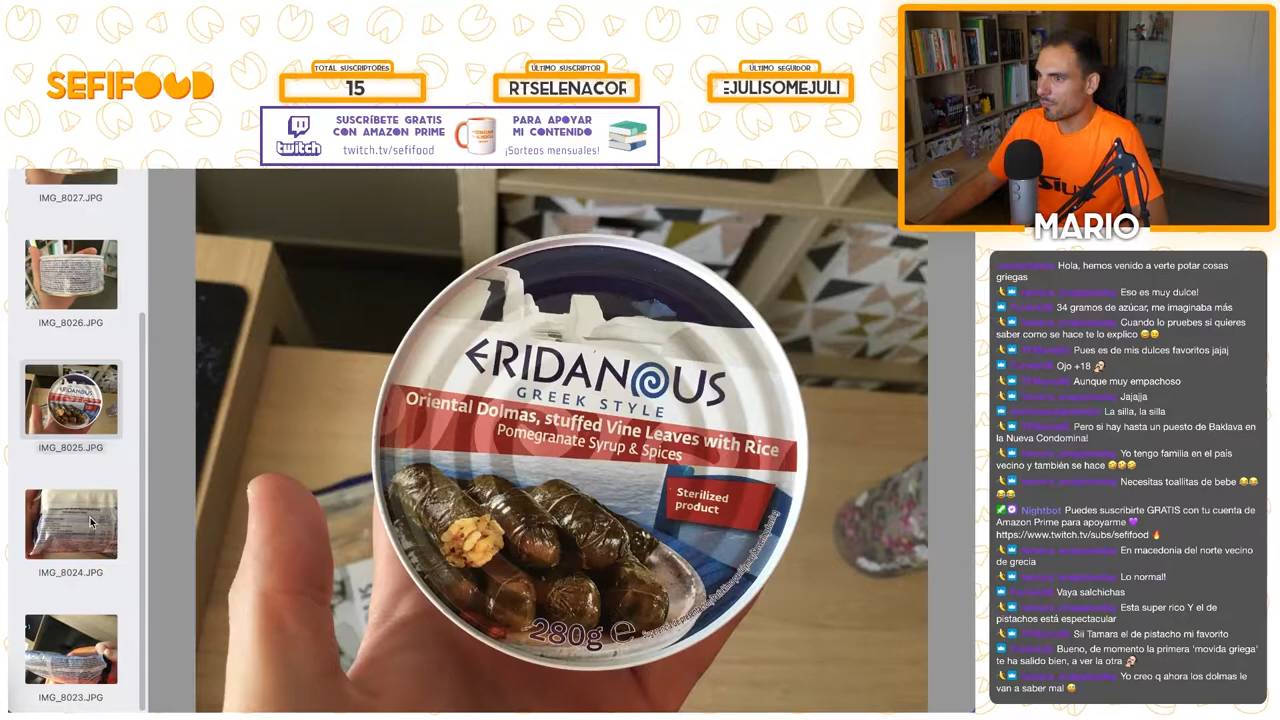 SEFIFOOD
TOTAL SUSCRIPTORES
15
ÚLTIMO SUSCRIPTOR
RTSELENACOR
ÚLTIMO SEGUIDOR
EJULISOMEJULI
twitch
SUSCRÍBETE GRATIS
CON AMAZON PRIME
twitch.tv/sefifood
PARA APOYAR
MI CONTENIDO
¡Sorteos mensuales!
SIUX
MARIO
IMG_8027.JPG
IMG_8026.JPG
IMG_8025.JPG
IMG_8024.JPG
IMG_8023.JPG
ERIDANOUS
GREEK STYLE
Oriental Dolmas, stuffed Vine Leaves with Rice
Pomegranate Syrup & Spices
Sterilized
product
280g e
Hola, hemos venido a verte potar cosas
griegas
Eso es muy dulce!
34 gramos de azúcar, me imaginaba más
Cuando lo pruebes si quieres
saber como se hace te lo explico 😅😉
Pues es de mis dulces favoritos jajaj
Ojo +18
Aunque muy empachoso
Jajajja
La silla, la silla
Pero si hay hasta un puesto de Baklava en
la Nueva Condomina!
Yo tengo familia en el país
vecino y también se hace 🤣🤣🤣
Necesitas toallitas de bebe 😂😂
😂😂
Nightbot Puedes suscribirte GRATIS con tu cuenta de
Amazon Prime para apoyarme 💜
https://www.twitch.tv/subs/sefifood 🔥
En macedonia del norte vecino
de grecia
Lo normal!
Vaya salchichas
Esta super rico Y el de
pistachos está espectacular
Sii Tamara el de pistacho mi favorito
Bueno, de momento la primera 'movida griega'
te ha salido bien, a ver la otra
Yo creo q ahora los dolmas le
van a saber mal 😅